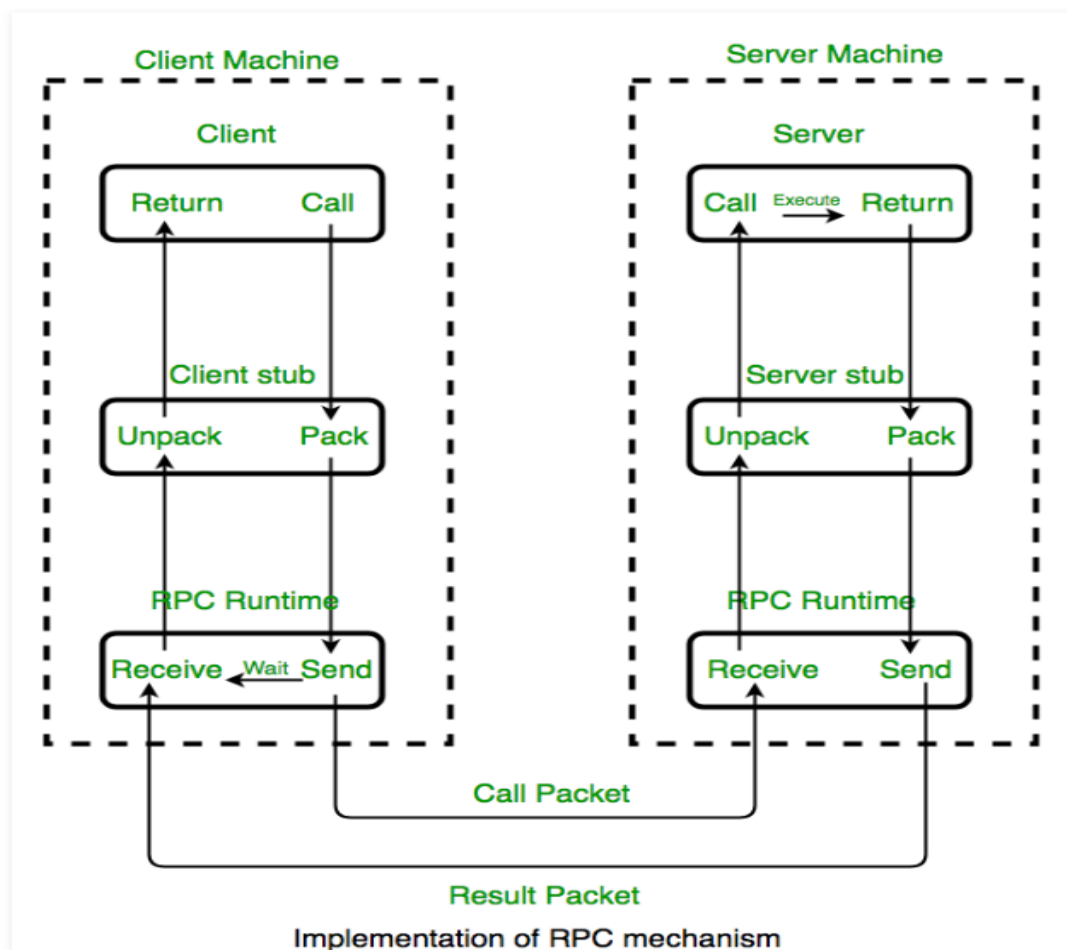 Client Machine
Server Machine
Client
Server
Return Call
Call Execute Return
Client stub
Server stub
Unpack Pack
Unpack Pack
RPC Runtime
RPC Runtime
Receive Wait Send
Receive Send
Call Packet
Result Packet
Implementation of RPC mechanism